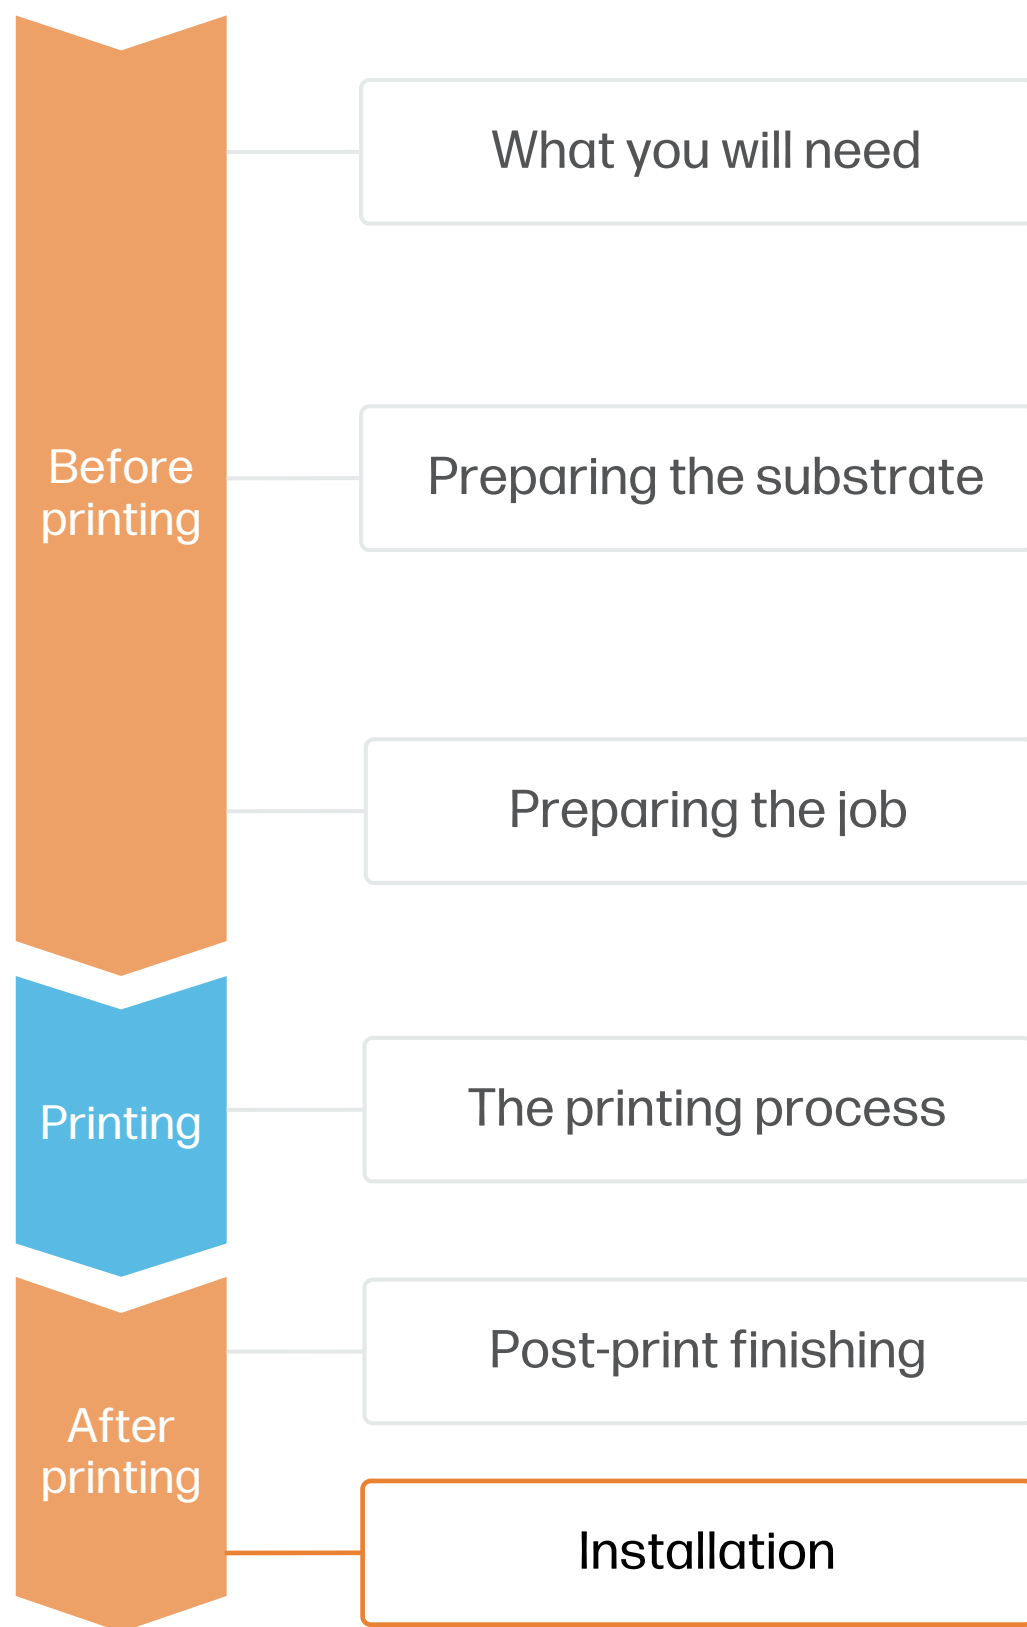 What you will need
Before
printing
Preparing the substrate
Preparing the job
Printing
The printing process
After
printing
Post-print finishing
Installation